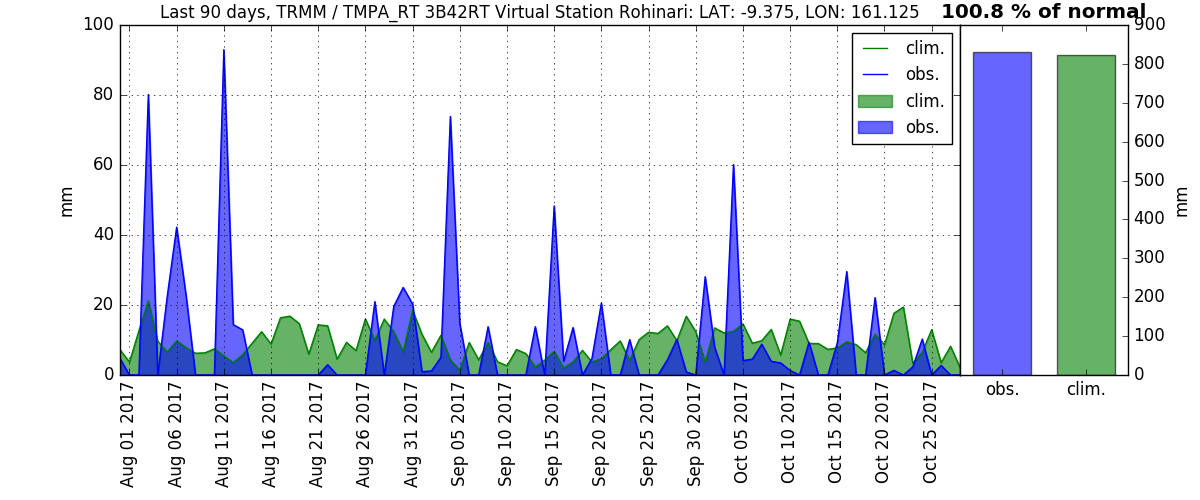 Last 90 days, TRMM / TMPA_RT 3B42RT Virtual Station Rohinari: LAT: -9.375, LON: 161.125
100.8 % of normal
100
80
60
40
20
0
mm
clim.
obs.
clim.
obs.
900
800
700
600
500
400
300
200
100
0
mm
obs.
clim.
Aug 01 2017
Aug 06 2017
Aug 11 2017
Aug 16 2017
Aug 21 2017
Aug 26 2017
Aug 31 2017
Sep 05 2017
Sep 10 2017
Sep 15 2017
Sep 20 2017
Sep 25 2017
Sep 30 2017
Oct 05 2017
Oct 10 2017
Oct 15 2017
Oct 20 2017
Oct 25 2017